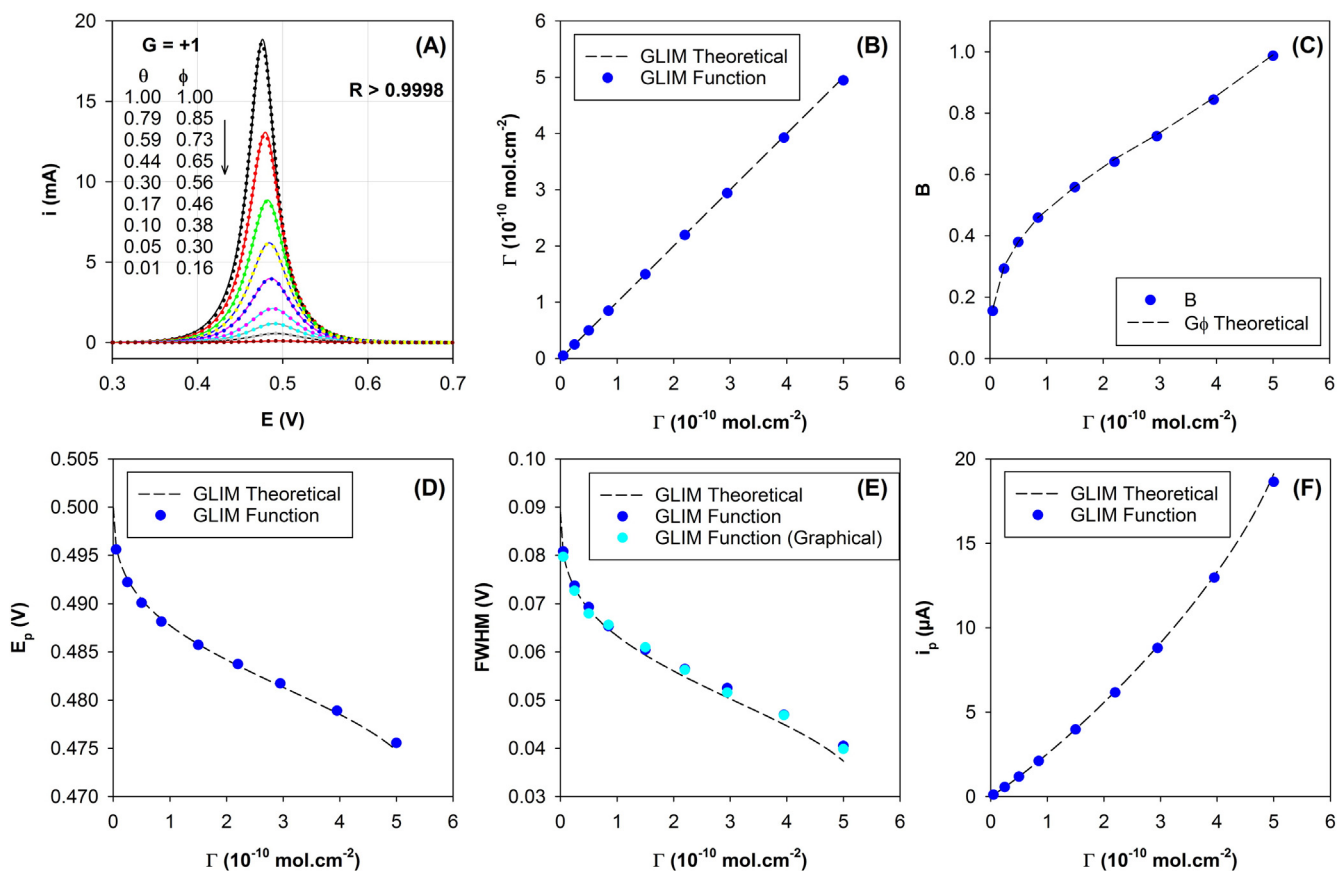 (A)
G = +1
θ ϕ
1.00 1.00
0.79 0.85
0.59 0.73
0.44 0.65
0.30 0.56
0.17 0.46
0.10 0.38
0.05 0.30
0.01 0.16
R > 0.9998
i (mA)
20
15
10
5
0
0.3 0.4 0.5 0.6 0.7
E (V)
(B)
GLIM Theoretical
GLIM Function
Γ (10⁻¹⁰ mol.cm⁻²)
6
5
4
3
2
1
0
0 1 2 3 4 5 6
Γ (10⁻¹⁰ mol.cm⁻²)
(C)
B
1.0
0.8
0.6
0.4
0.2
0.0
B
Gϕ Theoretical
0 1 2 3 4 5 6
Γ (10⁻¹⁰ mol.cm⁻²)
(D)
GLIM Theoretical
GLIM Function
Eₚ (V)
0.505
0.500
0.495
0.490
0.485
0.480
0.475
0.470
0 1 2 3 4 5 6
Γ (10⁻¹⁰ mol.cm⁻²)
(E)
GLIM Theoretical
GLIM Function
GLIM Function (Graphical)
FWHM (V)
0.10
0.09
0.08
0.07
0.06
0.05
0.04
0.03
0 1 2 3 4 5 6
Γ (10⁻¹⁰ mol.cm⁻²)
(F)
GLIM Theoretical
GLIM Function
iₚ (µA)
20
15
10
5
0
0 1 2 3 4 5 6
Γ (10⁻¹⁰ mol.cm⁻²)